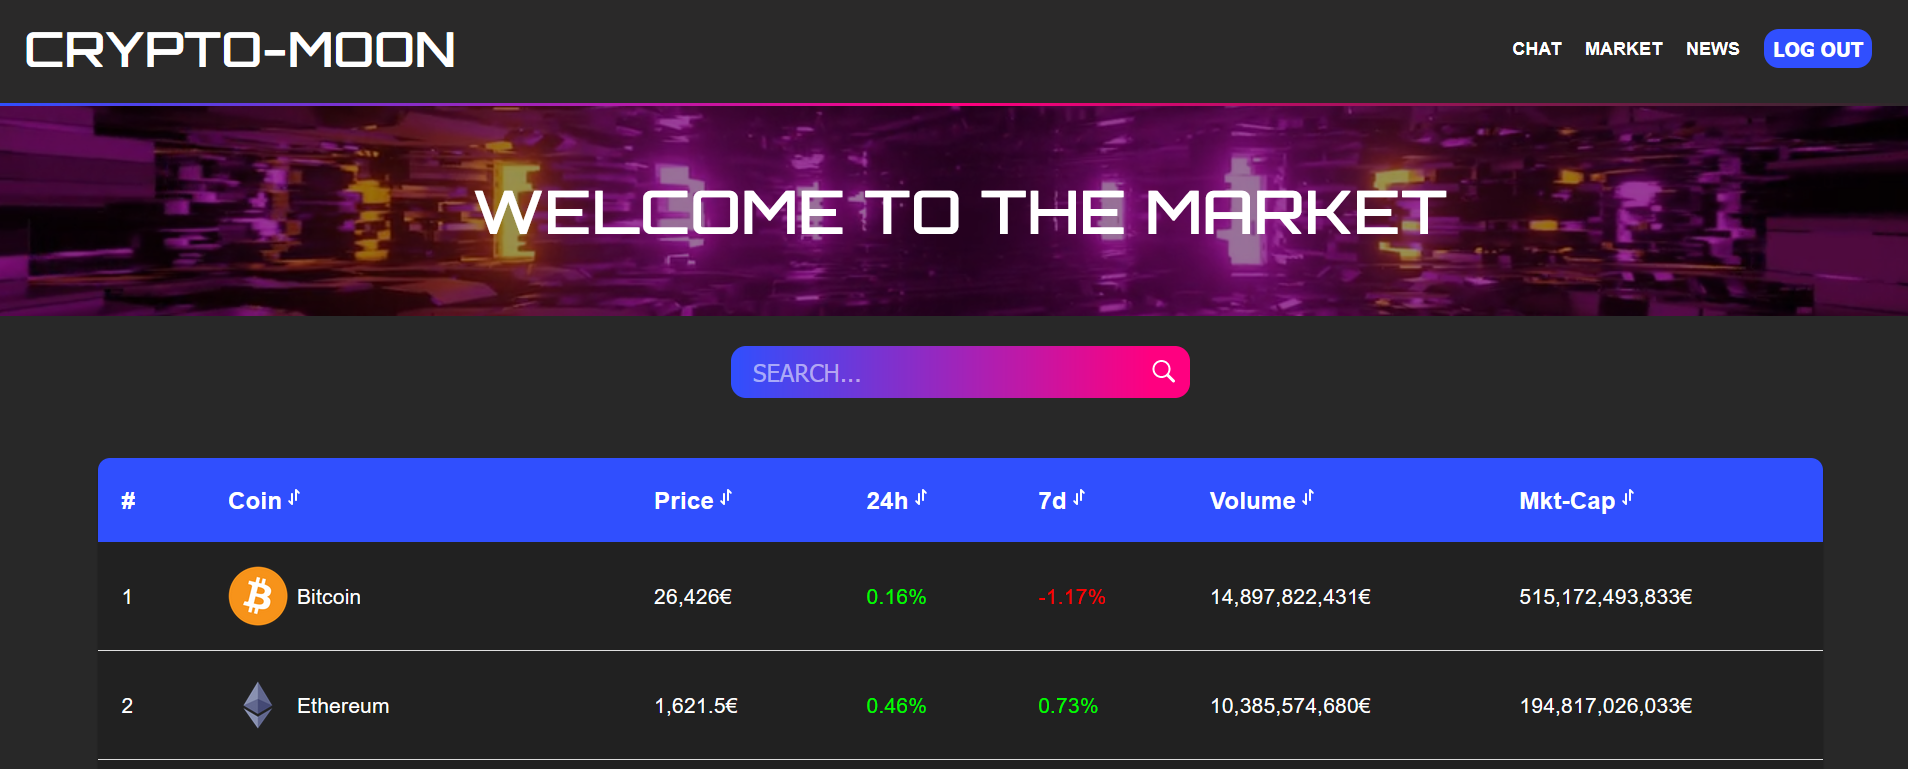 CRYPTO-MOON
CHAT MARKET NEWS LOG OUT
WELCOME TO THE MARKET
SEARCH...
# Coin Price 24h 7d Volume Mkt-Cap
1 Bitcoin 26,426€ 0.16% -1.17% 14,897,822,431€ 515,172,493,833€
2 Ethereum 1,621.5€ 0.46% 0.73% 10,385,574,680€ 194,817,026,033€